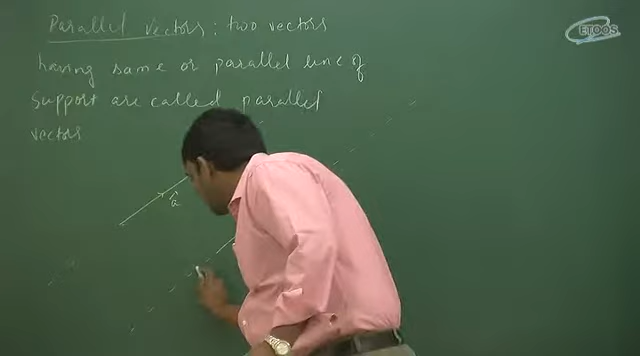 Parallel vectors : two vectors
having same or parallel line of
support are called parallel
vectors
a
ETOOS